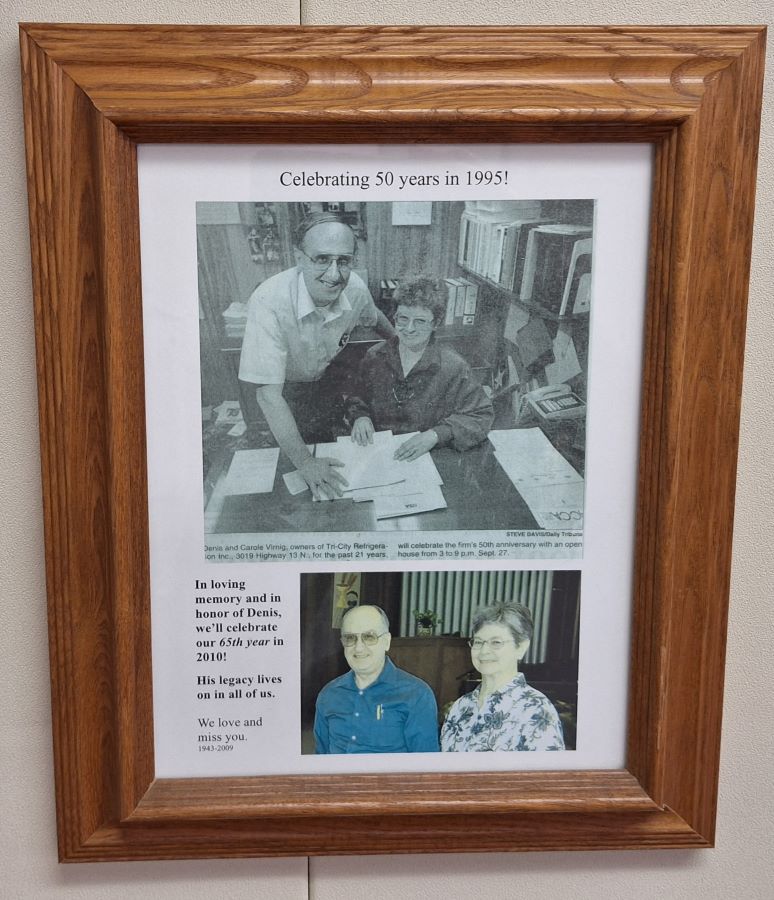 Celebrating 50 years in 1995!
STEVE DAVIS/Daily Tribune
Denis and Carole Virnig, owners of Tri-City Refrigera-
tion Inc., 3019 Highway 13 N., for the past 21 years,
will celebrate the firm's 50th anniversary with an open
house from 3 to 9 p.m. Sept. 27.
In loving
memory and in
honor of Denis,
we'll celebrate
our 65th year in
2010!
His legacy lives
on in all of us.
We love and
miss you.
1943-2009